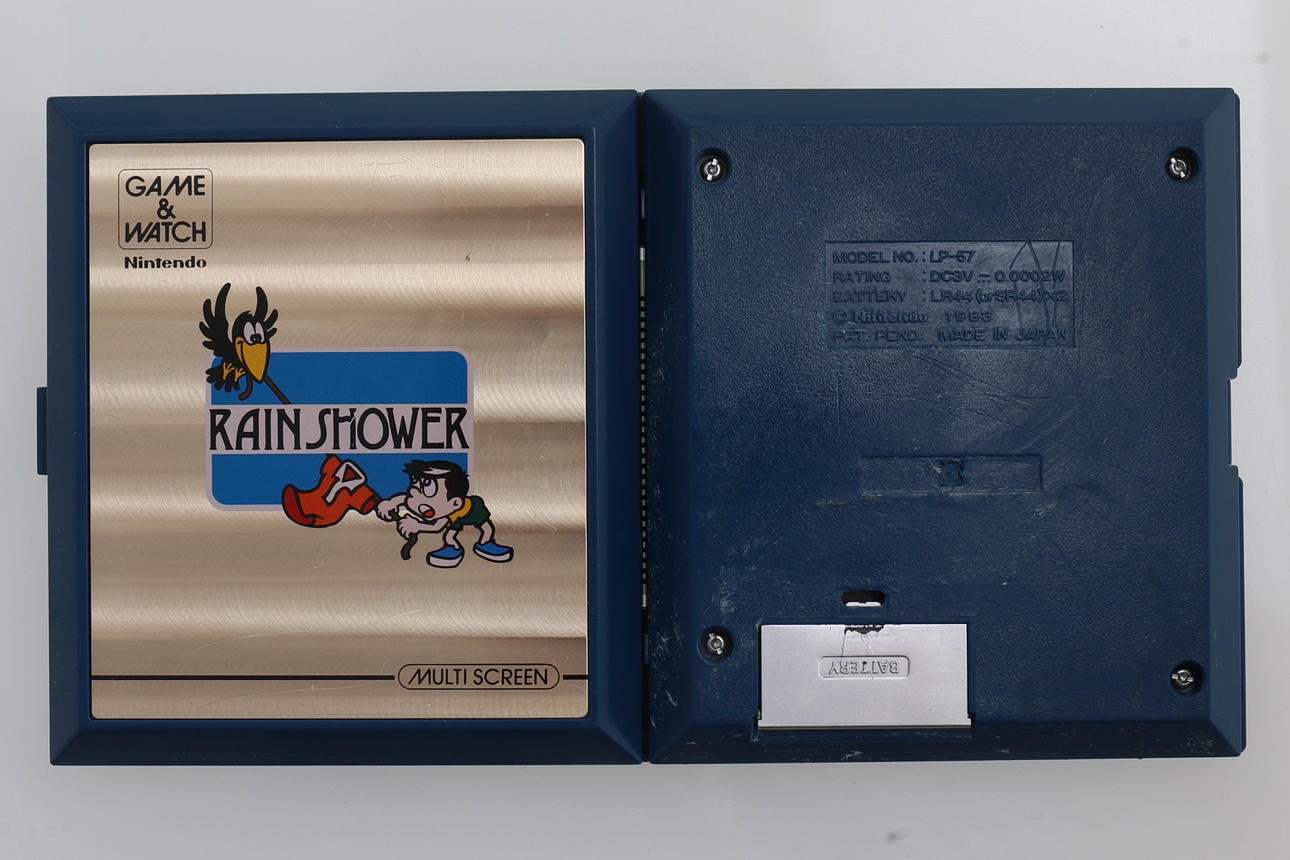 GAME
&
WATCH
Nintendo
RAIN SHOWER
MULTI SCREEN
MODEL NO. : LP-57
RATING : DC3V ⎓ 0.0002W
BATTERY : LR44 (or SR44)X2
© Nintendo 1983
PAT. PEND. MADE IN JAPAN
BATTERY